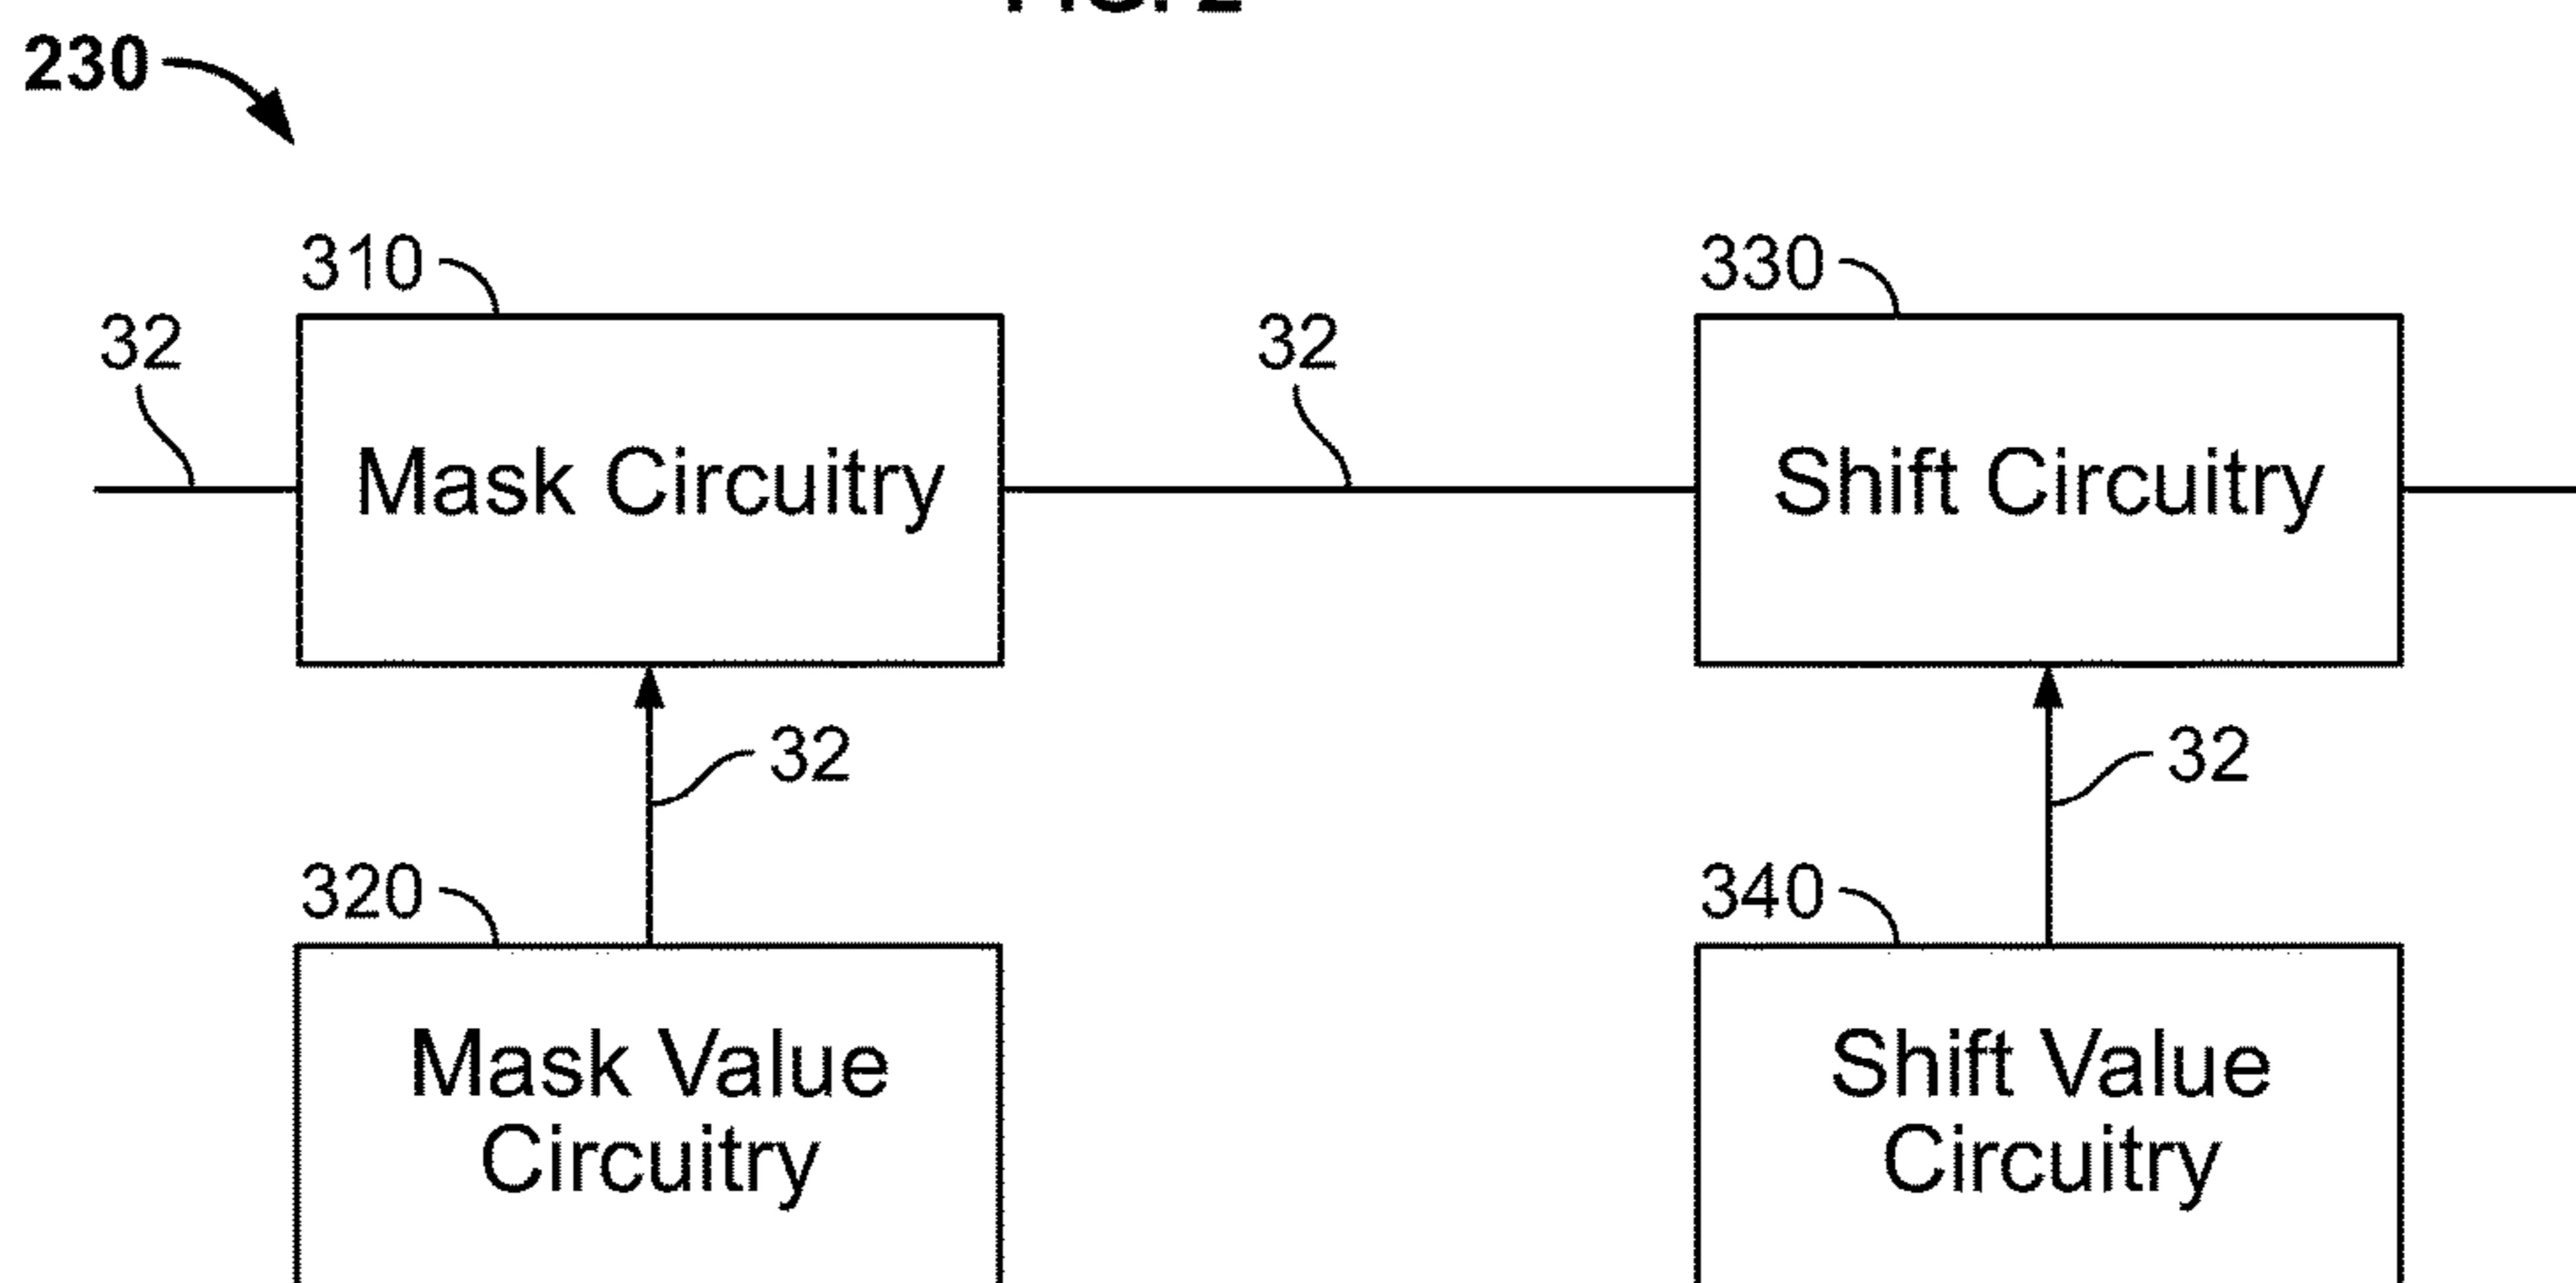 230
310
330
32
32
Mask Circuitry
Shift Circuitry
32
32
320
340
Mask Value
Circuitry
Shift Value
Circuitry